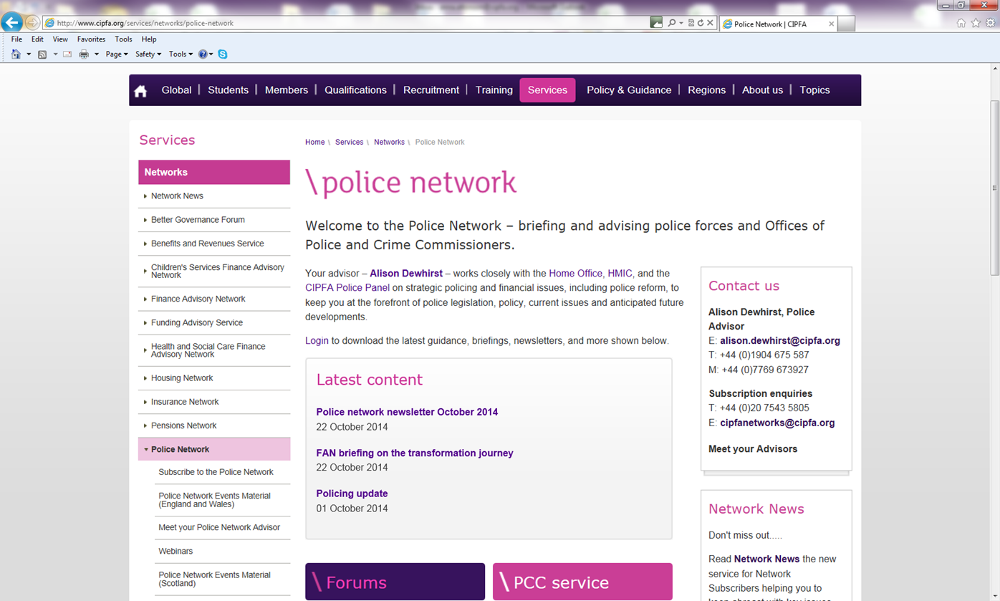 http://www.cipfa.org/services/networks/police-network
Police Network | CIPFA
File Edit View Favorites Tools Help
Page Safety Tools
Global | Students | Members | Qualifications | Recruitment | Training Services Policy & Guidance | Regions | About us | Topics
Services
Networks
Network News
Better Governance Forum
Benefits and Revenues Service
Children's Services Finance Advisory
Network
Finance Advisory Network
Funding Advisory Service
Health and Social Care Finance
Advisory Network
Housing Network
Insurance Network
Pensions Network
Police Network
Subscribe to the Police Network
Police Network Events Material
(England and Wales)
Meet your Police Network Advisor
Webinars
Police Network Events Material
(Scotland)
Home \ Services \ Networks \ Police Network
\police network
Welcome to the Police Network – briefing and advising police forces and Offices of
Police and Crime Commissioners.
Your advisor – Alison Dewhirst – works closely with the Home Office, HMIC, and the
CIPFA Police Panel on strategic policing and financial issues, including police reform, to
keep you at the forefront of police legislation, policy, current issues and anticipated future
developments.
Login to download the latest guidance, briefings, newsletters, and more shown below.
Latest content
Police network newsletter October 2014
22 October 2014
FAN briefing on the transformation journey
22 October 2014
Policing update
01 October 2014
\Forums
\PCC service
Contact us
Alison Dewhirst, Police
Advisor
E: alison.dewhirst@cipfa.org
T: +44 (0)1904 675 587
M: +44 (0)7769 673927
Subscription enquiries
T: +44 (0)20 7543 5805
E: cipfanetworks@cipfa.org
Meet your Advisors
Network News
Don't miss out.....
Read Network News the new
service for Network
Subscribers helping you to
keep abreast with key issues